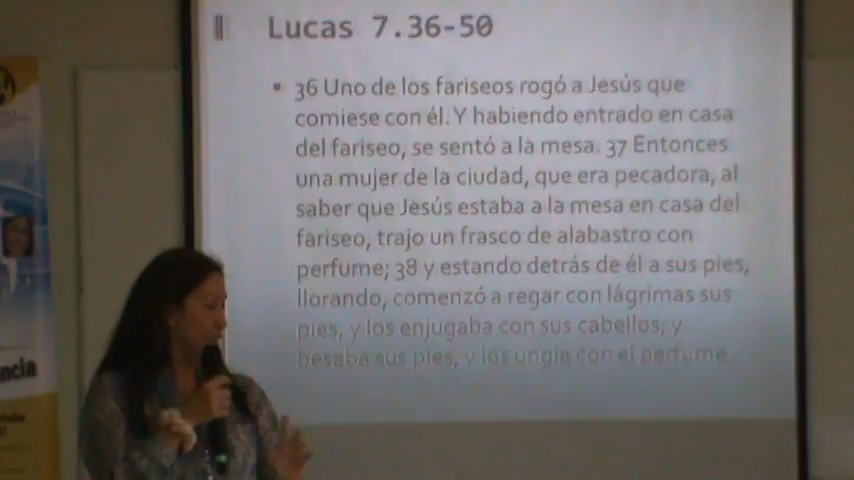 Lucas 7.36-50
36 Uno de los fariseos rogó a Jesús que
comiese con él. Y habiendo entrado en casa
del fariseo, se sentó a la mesa. 37 Entonces
una mujer de la ciudad, que era pecadora, al
saber que Jesús estaba a la mesa en casa del
fariseo, trajo un frasco de alabastro con
perfume; 38 y estando detrás de él a sus pies,
llorando, comenzó a regar con lágrimas sus
pies, y los enjugaba con sus cabellos; y
besaba sus pies, y los ungía con el perfume
ncia